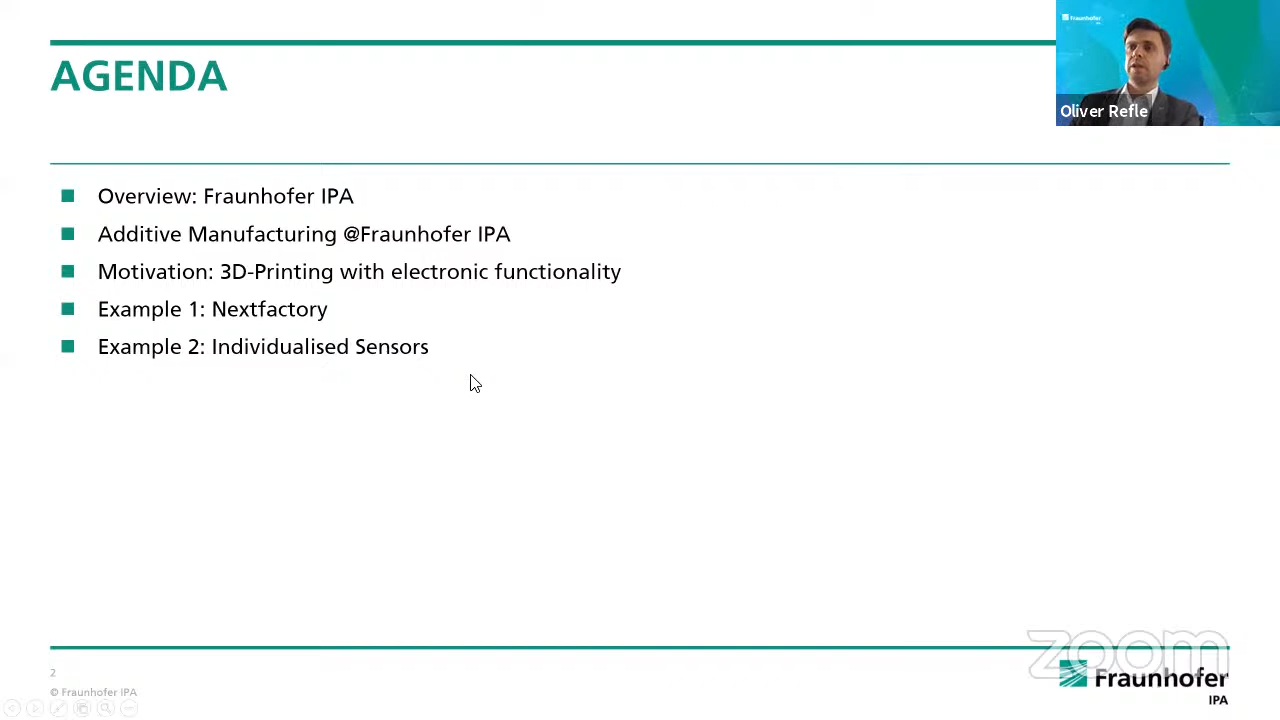 AGENDA
Fraunhofer
Oliver Refle
Overview: Fraunhofer IPA
Additive Manufacturing @Fraunhofer IPA
Motivation: 3D-Printing with electronic functionality
Example 1: Nextfactory
Example 2: Individualised Sensors
zoom
2
Fraunhofer
© Fraunhofer IPA
IPA